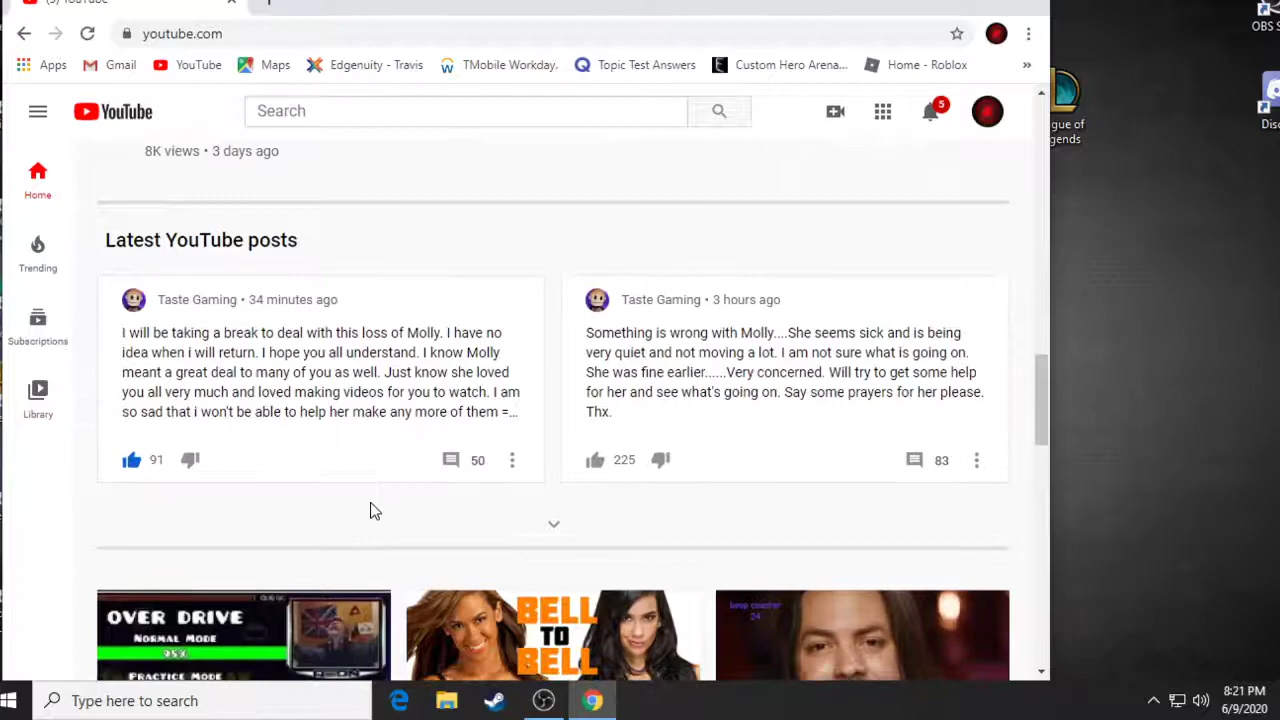 YouTube
youtube.com
Apps Gmail YouTube Maps Edgenuity - Travis TMobile Workday. Topic Test Answers Custom Hero Arena... Home - Roblox »
YouTube Search 5
OBS
Disc
8K views • 3 days ago
Home
Trending
Subscriptions
Library
Latest YouTube posts
Taste Gaming • 34 minutes ago
I will be taking a break to deal with this loss of Molly. I have no
idea when i will return. I hope you all understand. I know Molly
meant a great deal to many of you as well. Just know she loved
you all very much and loved making videos for you to watch. I am
so sad that i won't be able to help her make any more of them =...
91 50
Taste Gaming • 3 hours ago
Something is wrong with Molly....She seems sick and is being
very quiet and not moving a lot. I am not sure what is going on.
She was fine earlier......Very concerned. Will try to get some help
for her and see what's going on. Say some prayers for her please.
Thx.
225 83
OVER DRIVE
NORMAL MODE
95%
PRACTICE MODE
BELL
TO
BELL
boop counter
24
Type here to search
8:21 PM
6/9/2020